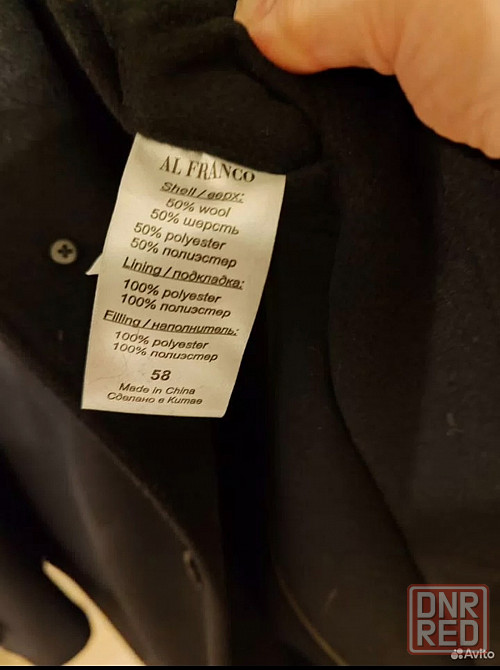 AL FRANCO
Shell / верх:
50% wool
50% шерсть
50% polyester
50% полиэстер
Lining / подкладка:
100% polyester
100% полиэстер
Filling / наполнитель:
100% polyester
100% полиэстер
58
Made in China
Сделано в Китае
DNR
RED
Avito